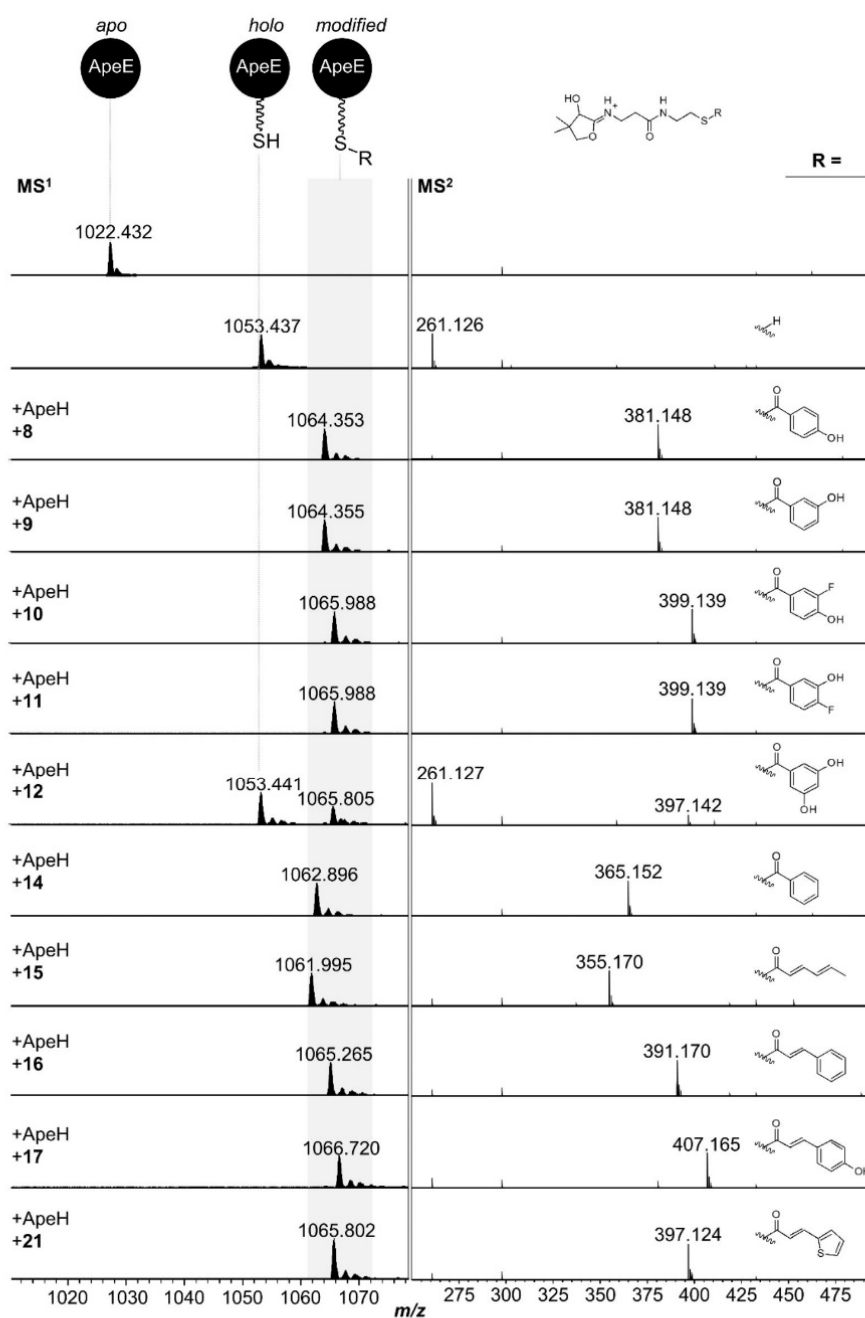 apo holo modified
ApeE ApeE ApeE
SH S R
HO H N + O H N S R O
R =
MS¹ MS²
1022.432
1053.437 261.126 H
+ApeH
+8
1064.353 381.148 O OH
+ApeH
+9
1064.355 381.148 O OH
+ApeH
+10
1065.988 399.139 O F OH
+ApeH
+11
1065.988 399.139 O OH F
+ApeH
+12
1053.441 1065.805 261.127 397.142 O OH OH
+ApeH
+14
1062.896 365.152 O
+ApeH
+15
1061.995 355.170 O
+ApeH
+16
1065.265 391.170 O
+ApeH
+17
1066.720 407.165 O OH
+ApeH
+21
1065.802 397.124 O S
1020 1030 1040 1050 1060 1070 275 300 325 350 375 400 425 450 475 500
m/z